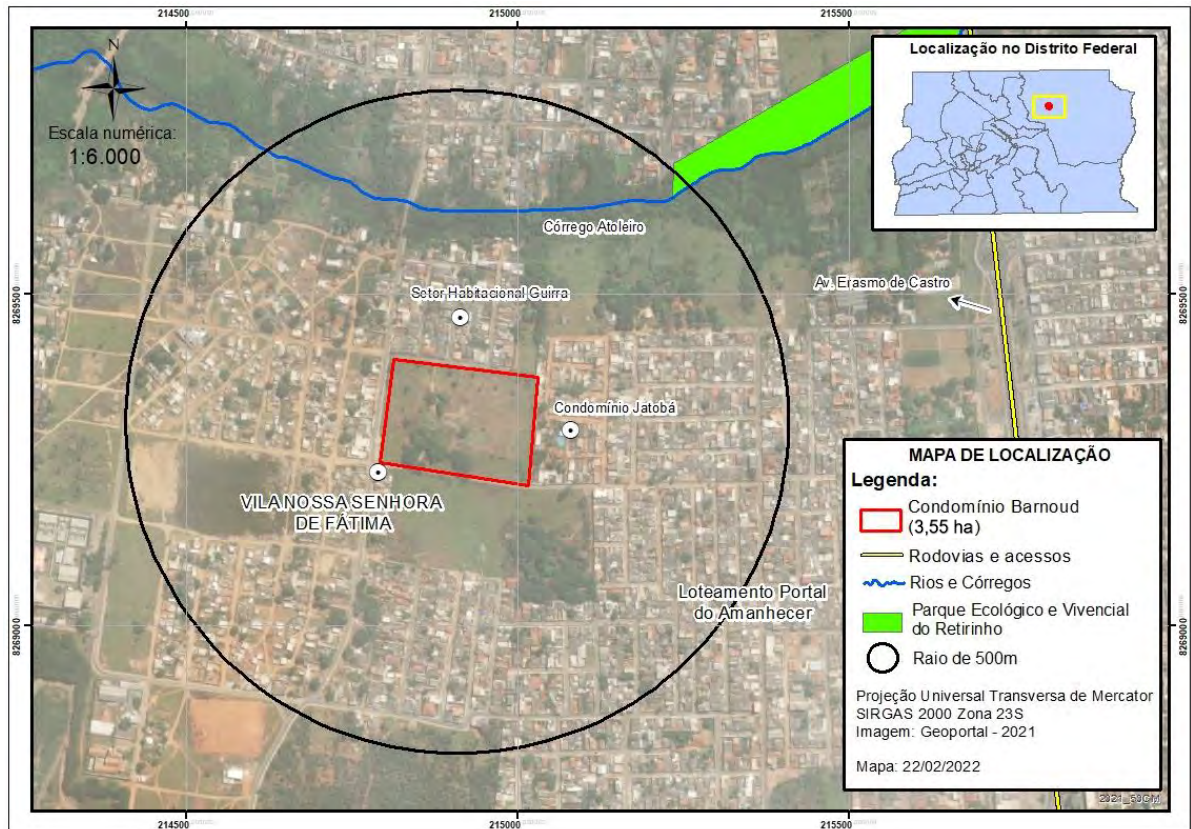 214500
215000
215500
N
Escala numérica:
1:6.000
Localização no Distrito Federal
Córrego Atoleiro
Av. Erasmo de Castro
8269500
8269500
Setor Habitacional Guirra
Condomínio Jatobá
VILA NOSSA SENHORA
DE FÁTIMA
Loteamento Portal
do Amanhecer
8269000
8269000
MAPA DE LOCALIZAÇÃO
Legenda:
Condomínio Barnoud
(3,55 ha)
Rodovias e acessos
Rios e Córregos
Parque Ecológico e Vivencial
do Retirinho
Raio de 500m
Projeção Universal Transversa de Mercator
SIRGAS 2000 Zona 23S
Imagem: Geoportal - 2021
Mapa: 22/02/2022
214500
215000
215500